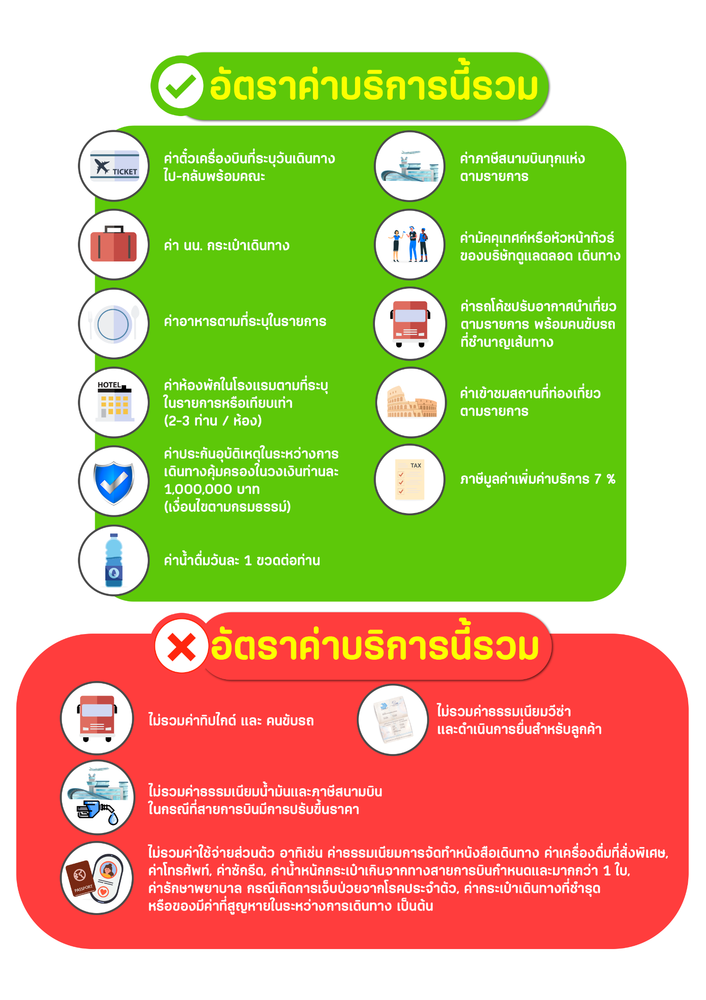 อัตราค่าบริการนี้รวม
TICKET
ค่าตั๋วเครื่องบินที่ระบุวันเดินทาง
ไป-กลับพร้อมคณะ
ค่าภาษีสนามบินทุกแห่ง
ตามรายการ
ค่า นน. กระเป๋าเดินทาง
ค่ามัคคุเทศก์หรือหัวหน้าทัวร์
ของบริษัทดูแลตลอด เดินทาง
ค่าอาหารตามที่ระบุในรายการ
ค่ารถโค้ชปรับอากาศนำเที่ยว
ตามรายการ พร้อมคนขับรถ
ที่ชำนาญเส้นทาง
HOTEL
ค่าห้องพักในโรงแรมตามที่ระบุ
ในรายการหรือเทียบเท่า
(2-3 ท่าน / ห้อง)
ค่าเข้าชมสถานที่ท่องเที่ยว
ตามรายการ
ค่าประกันอุบัติเหตุในระหว่างการ
เดินทางคุ้มครองในวงเงินท่านละ
1,000,000 บาท
(เงื่อนไขตามกรมธรรม์)
TAX
ภาษีมูลค่าเพิ่มค่าบริการ 7 %
ค่าน้ำดื่มวันละ 1 ขวดต่อท่าน
อัตราค่าบริการนี้รวม
ไม่รวมค่าทิปไกด์ และ คนขับรถ
ไม่รวมค่าธรรมเนียมวีซ่า
และดำเนินการยื่นสำหรับลูกค้า
ไม่รวมค่าธรรมเนียมน้ำมันและภาษีสนามบิน
ในกรณีที่สายการบินมีการปรับขึ้นราคา
PASSPORT
ไม่รวมค่าใช้จ่ายส่วนตัว อาทิเช่น ค่าธรรมเนียมการจัดทำหนังสือเดินทาง ค่าเครื่องดื่มที่สั่งพิเศษ,
ค่าโทรศัพท์, ค่าซักรีด, ค่าน้ำหนักกระเป๋าเกินจากทางสายการบินกำหนดและมากกว่า 1 ใบ,
ค่ารักษาพยาบาล กรณีเกิดการเจ็บป่วยจากโรคประจำตัว, ค่ากระเป๋าเดินทางที่ชำรุด
หรือของมีค่าที่สูญหายในระหว่างการเดินทาง เป็นต้น